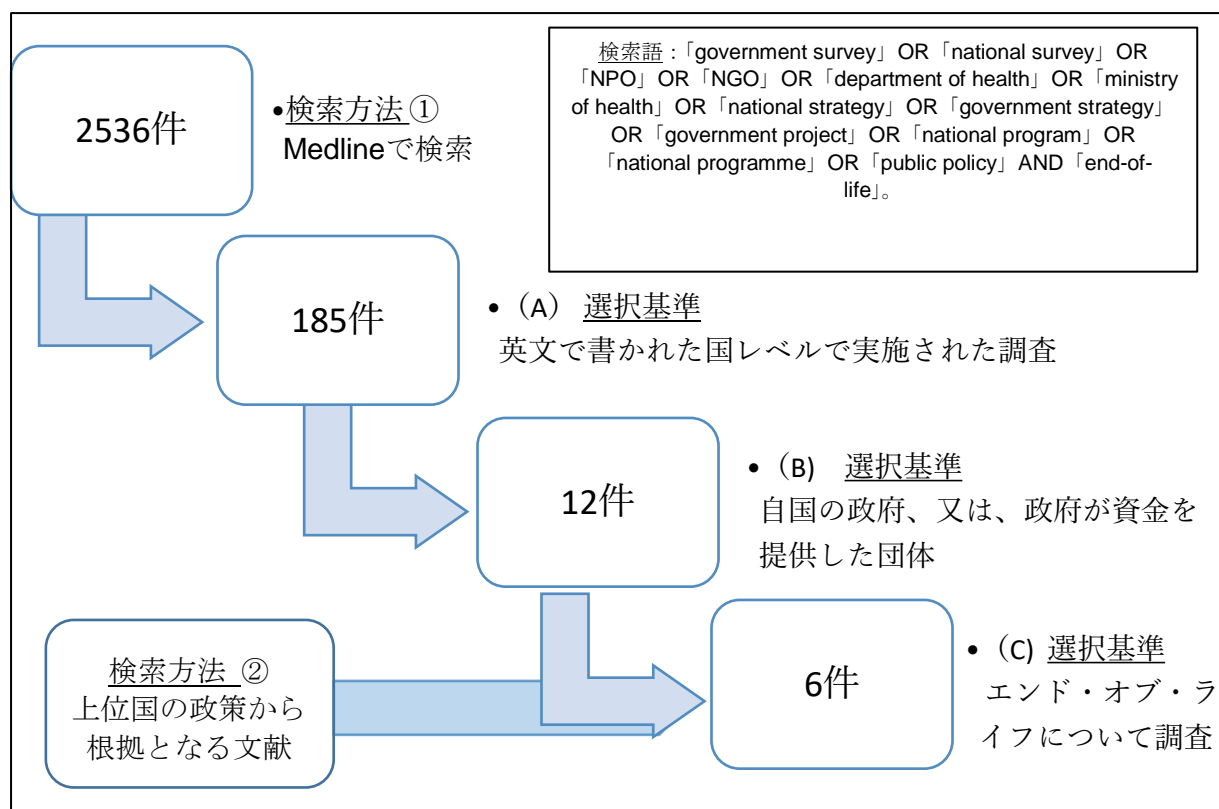 2536件
•検索方法 ①
Medlineで検索
検索語：「government survey」OR「national survey」OR
「NPO」OR「NGO」OR「department of health」OR「ministry
of health」OR「national strategy」OR「government strategy」
OR「government project」OR「national program」OR
「national programme」OR「public policy」AND「end-of-
life」。
185件
• （A） 選択基準
英文で書かれた国レベルで実施された調査
12件
• （B） 選択基準
自国の政府、又は、政府が資金を
提供した団体
検索方法 ②
上位国の政策から
根拠となる文献
6件
• （C) 選択基準
エンド・オブ・ラ
イフについて調査